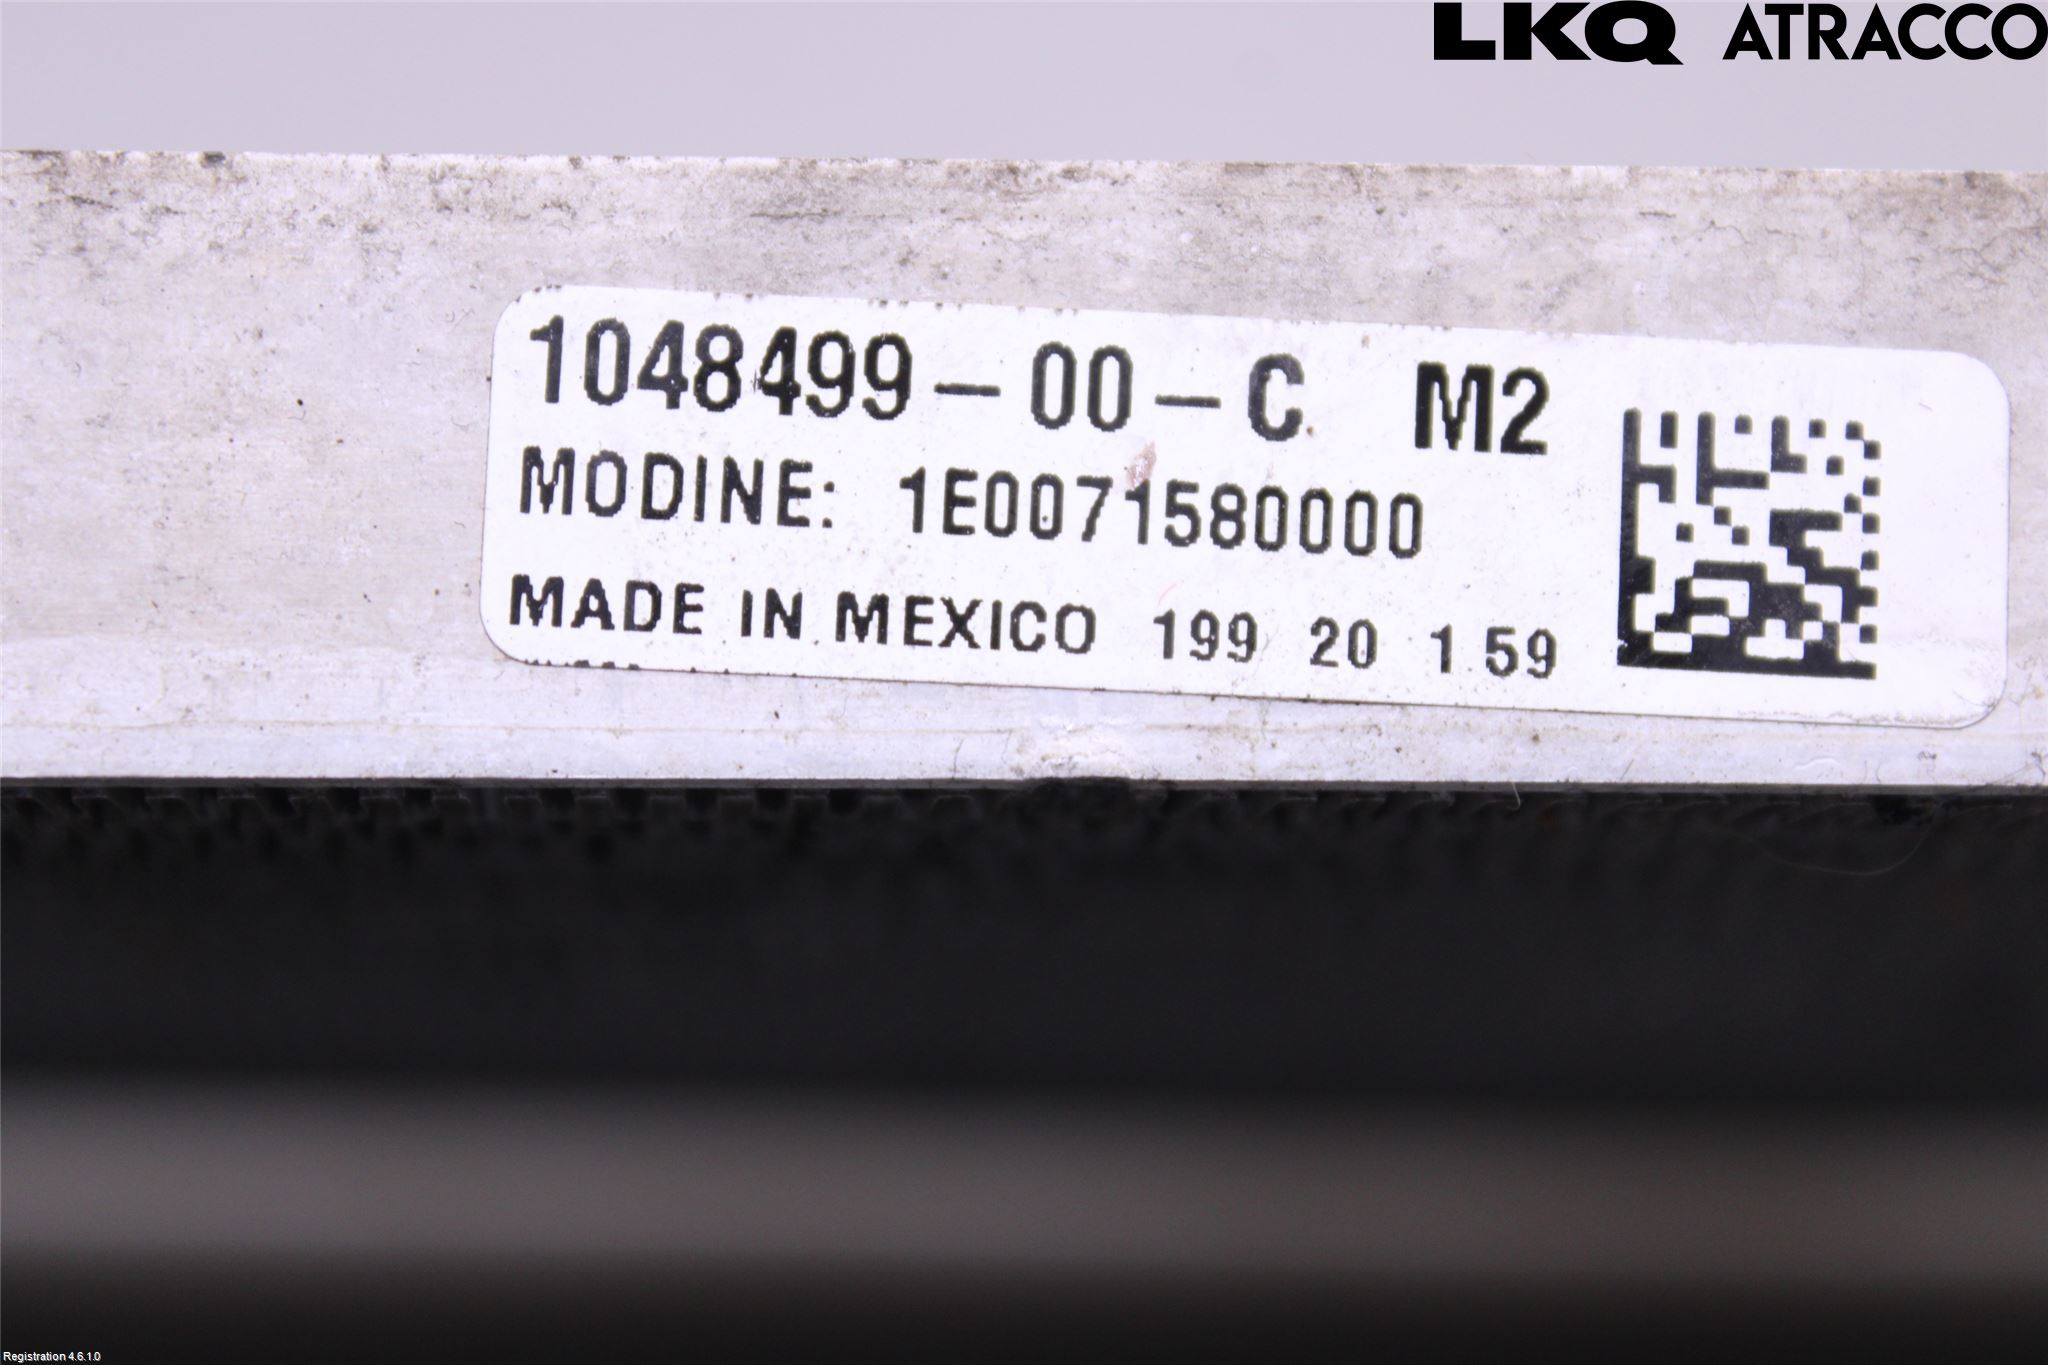 LKQ ATRACCO
1048499-00-C M2
MODINE: 1E0071580000
MADE IN MEXICO 199 20 1 59
Registration 4.6.1.0